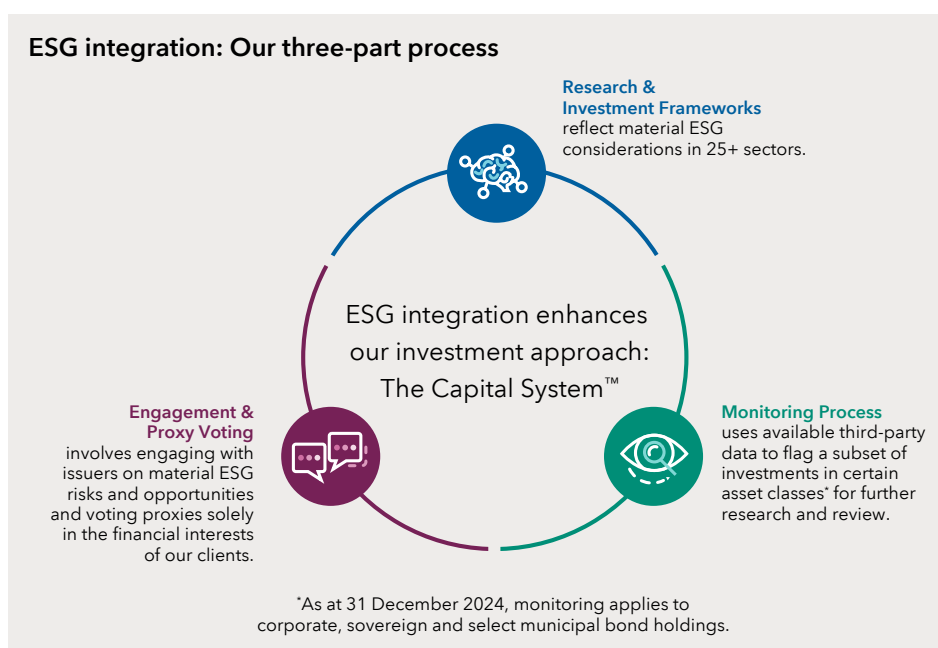 ESG integration: Our three-part process
Research &
Investment Frameworks
reflect material ESG
considerations in 25+ sectors.
ESG integration enhances
our investment approach:
The Capital System™
Engagement &
Proxy Voting
involves engaging with
issuers on material ESG
risks and opportunities
and voting proxies solely
in the financial interests
of our clients.
Monitoring Process
uses available third-party
data to flag a subset of
investments in certain
asset classes* for further
research and review.
*As at 31 December 2024, monitoring applies to
corporate, sovereign and select municipal bond holdings.